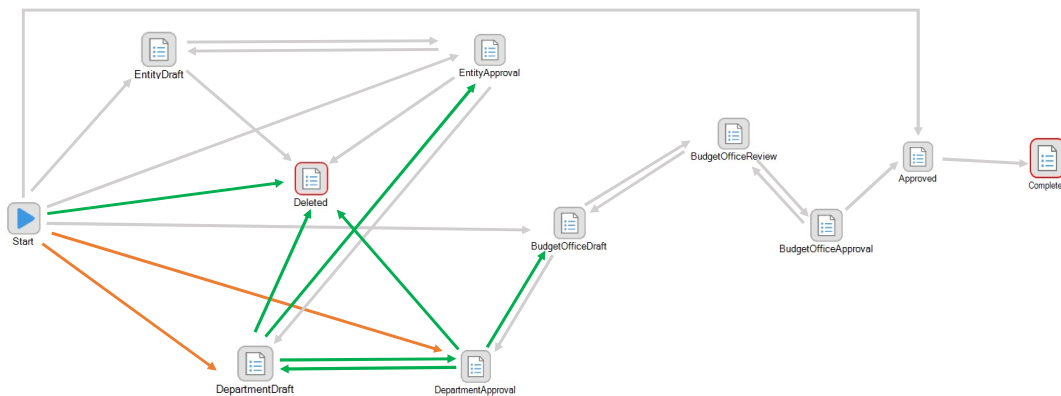 EntityDraft
EntityApproval
Deleted
BudgetOfficeReview
Approved
Complete
Start
BudgetOfficeDraft
BudgetOfficeApproval
DepartmentDraft
DepartmentApproval